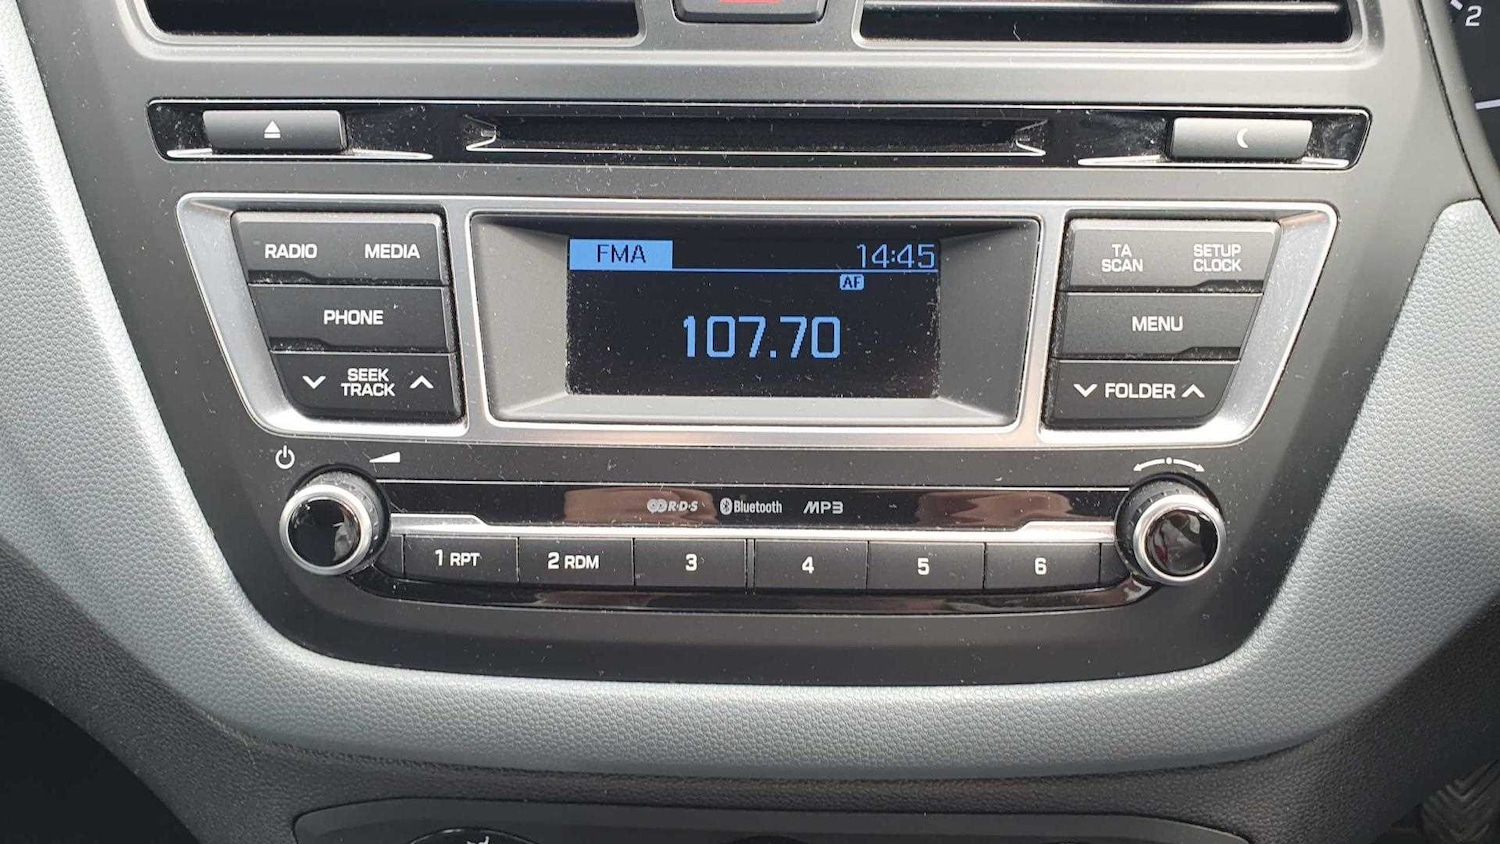 2
RADIO MEDIA
PHONE
SEEK
TRACK
FMA 14:45
AF
107.70
TA
SCAN
SETUP
CLOCK
MENU
FOLDER
R·D·S Bluetooth MP3
1 RPT 2 RDM 3 4 5 6